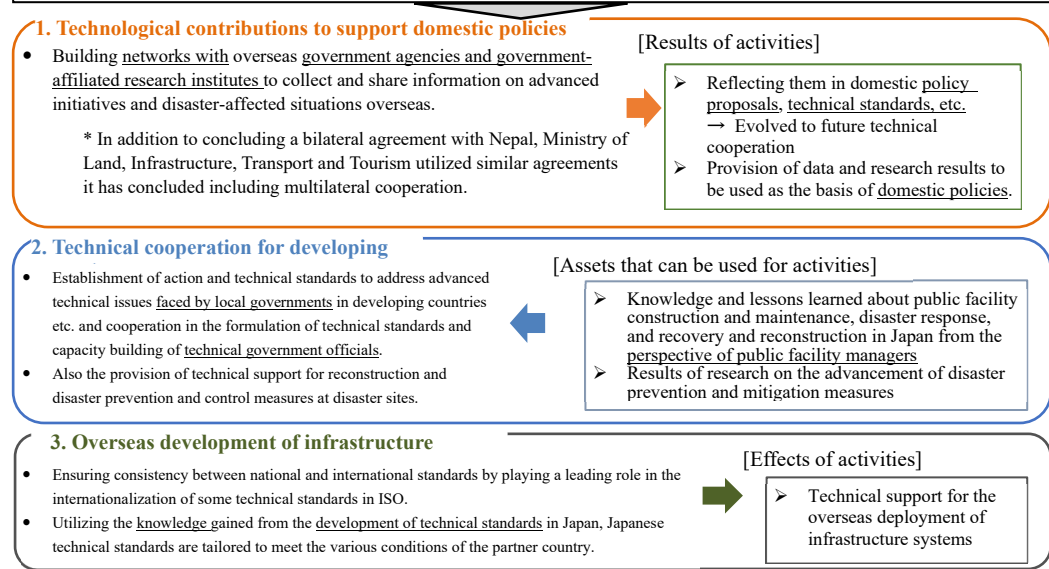 1. Technological contributions to support domestic policies
• Building networks with overseas government agencies and government-
affiliated research institutes to collect and share information on advanced
initiatives and disaster-affected situations overseas.
* In addition to concluding a bilateral agreement with Nepal, Ministry of
Land, Infrastructure, Transport and Tourism utilized similar agreements
it has concluded including multilateral cooperation.
[Results of activities]
➢ Reflecting them in domestic policy
proposals, technical standards, etc.
→ Evolved to future technical
cooperation
➢ Provision of data and research results to
be used as the basis of domestic policies.
2. Technical cooperation for developing
• Establishment of action and technical standards to address advanced
technical issues faced by local governments in developing countries
etc. and cooperation in the formulation of technical standards and
capacity building of technical government officials.
• Also the provision of technical support for reconstruction and
disaster prevention and control measures at disaster sites.
[Assets that can be used for activities]
➢ Knowledge and lessons learned about public facility
construction and maintenance, disaster response,
and recovery and reconstruction in Japan from the
perspective of public facility managers
➢ Results of research on the advancement of disaster
prevention and mitigation measures
3. Overseas development of infrastructure
• Ensuring consistency between national and international standards by playing a leading role in the
internationalization of some technical standards in ISO.
• Utilizing the knowledge gained from the development of technical standards in Japan, Japanese
technical standards are tailored to meet the various conditions of the partner country.
[Effects of activities]
➢ Technical support for the
overseas deployment of
infrastructure systems